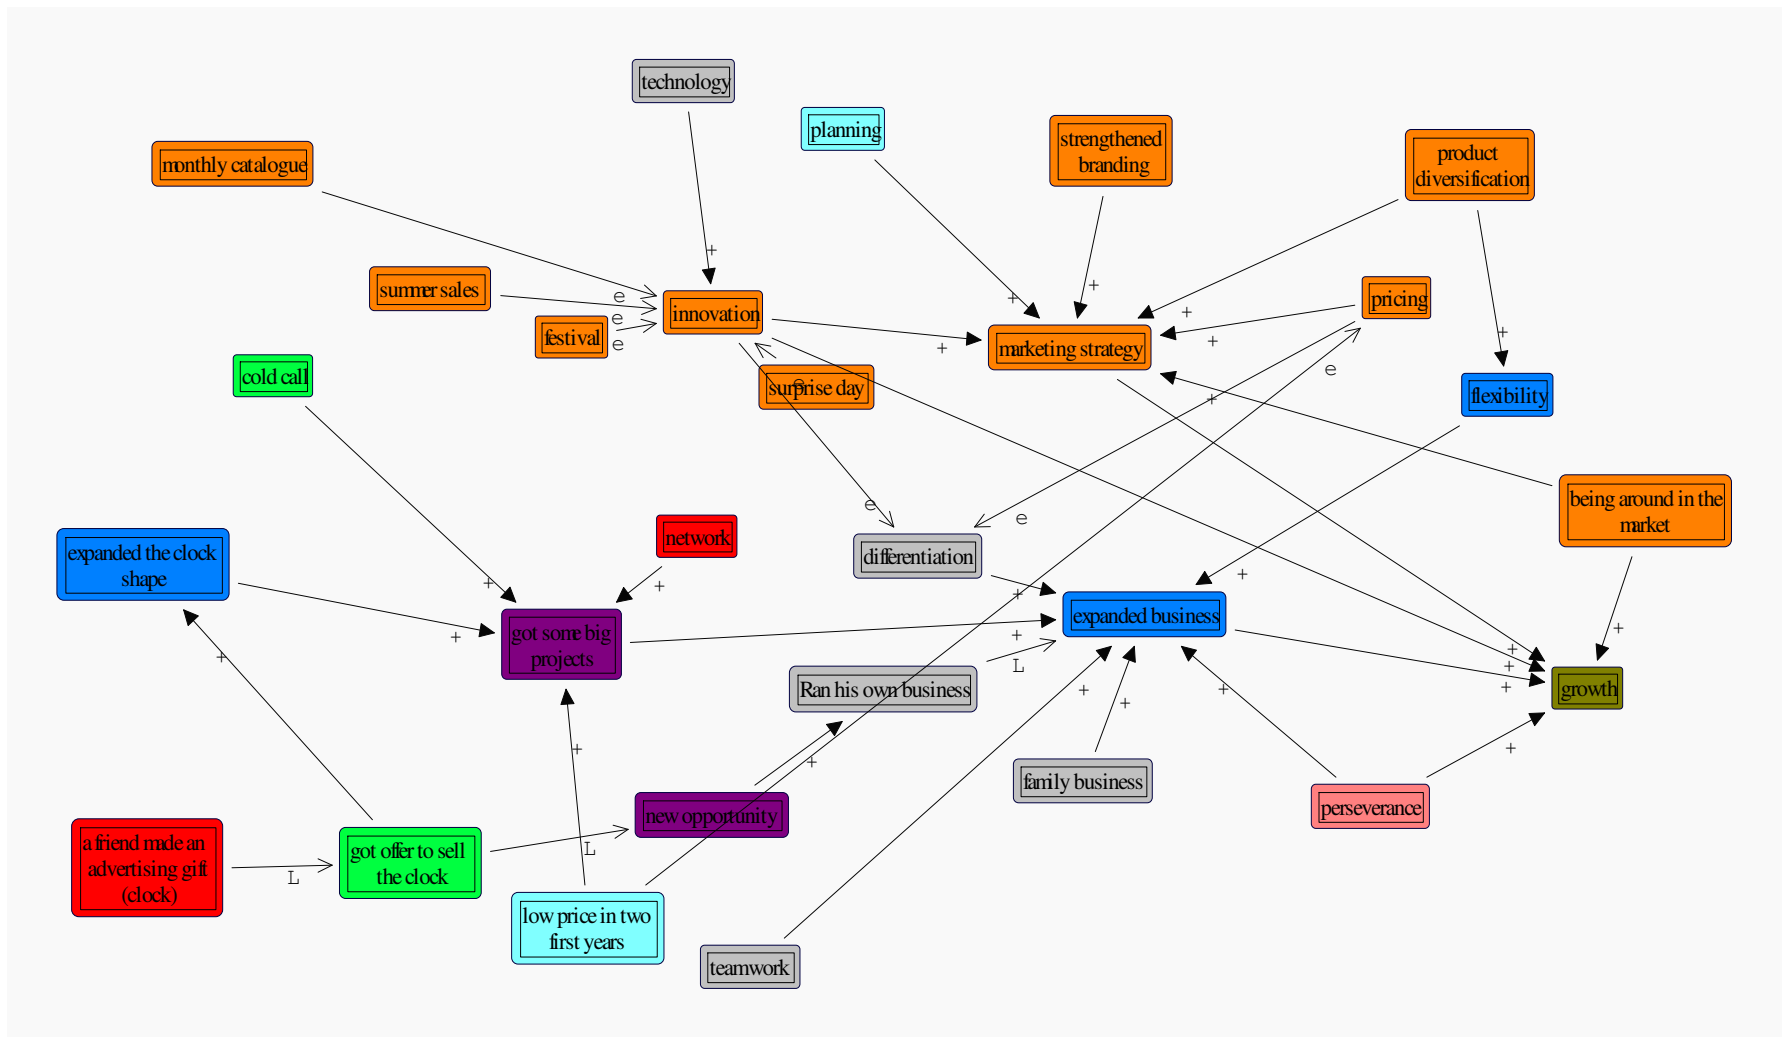 technology
planning
strengthened
branding
product
diversification
monthly catalogue
+
summer sales
e
innovation
+
+
pricing
festival
e
e
+
marketing strategy
+
+
+
e
cold call
surprise day
e
+
flexibility
being around in the
market
e
e
network
expanded the clock
shape
differentiation
+
+
+
+
expanded business
got some big
projects
+
+
+
+
+
L
+
+
+
growth
Ran his own business
+
+
+
+
+
+
family business
new opportunity
perseverance
a friend made an
advertising gift
(clock)
L
got offer to sell
the clock
L
low price in two
first years
teamwork